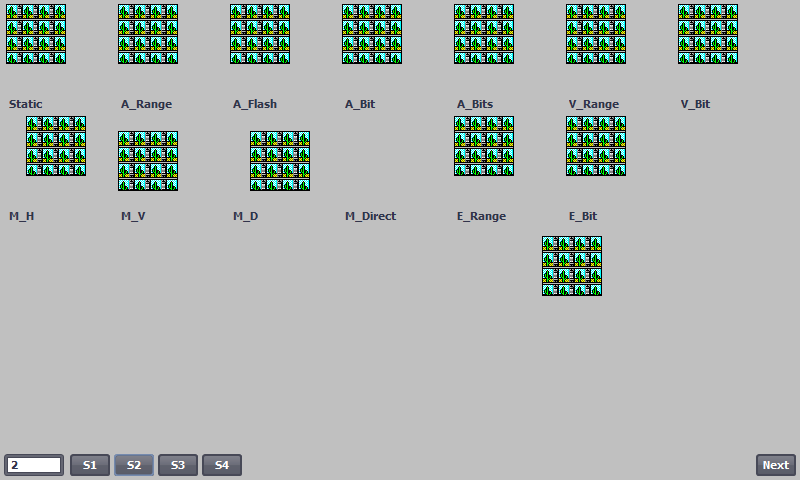 Static A_Range A_Flash A_Bit A_Bits V_Range V_Bit
M_H M_V M_D M_Direct E_Range E_Bit
2 S1 S2 S3 S4 Next